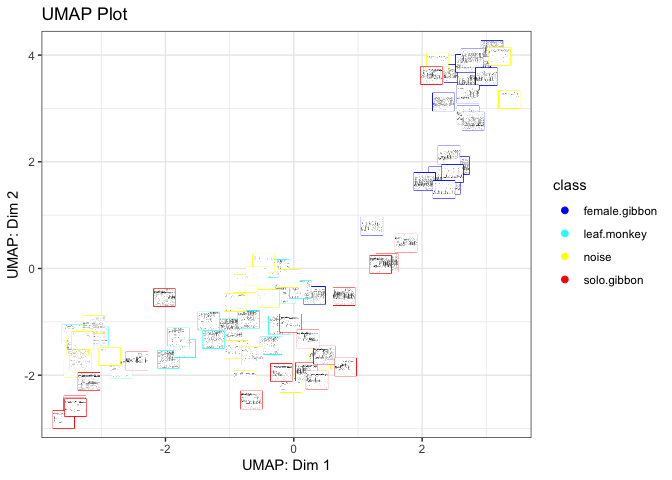 UMAP Plot
4
2
0
-2
-2
0
2
UMAP: Dim 1
UMAP: Dim 2
class
female.gibbon
leaf.monkey
noise
solo.gibbon